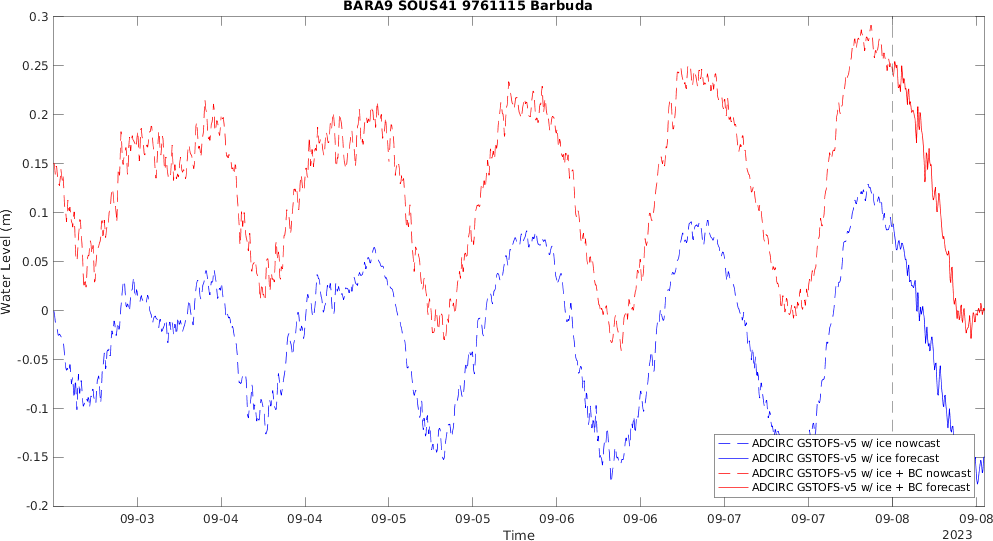 BARA9 SOUS41 9761115 Barbuda
0.3
0.25
0.2
0.15
0.1
0.05
0
-0.05
-0.1
-0.15
-0.2
Water Level (m)
ADCIRC GSTOFS-v5 w/ ice nowcast
ADCIRC GSTOFS-v5 w/ ice forecast
ADCIRC GSTOFS-v5 w/ ice + BC nowcast
ADCIRC GSTOFS-v5 w/ ice + BC forecast
09-03 09-04 09-04 09-05 09-05 09-06 09-06 09-07 09-07 09-08 09-08
Time
2023